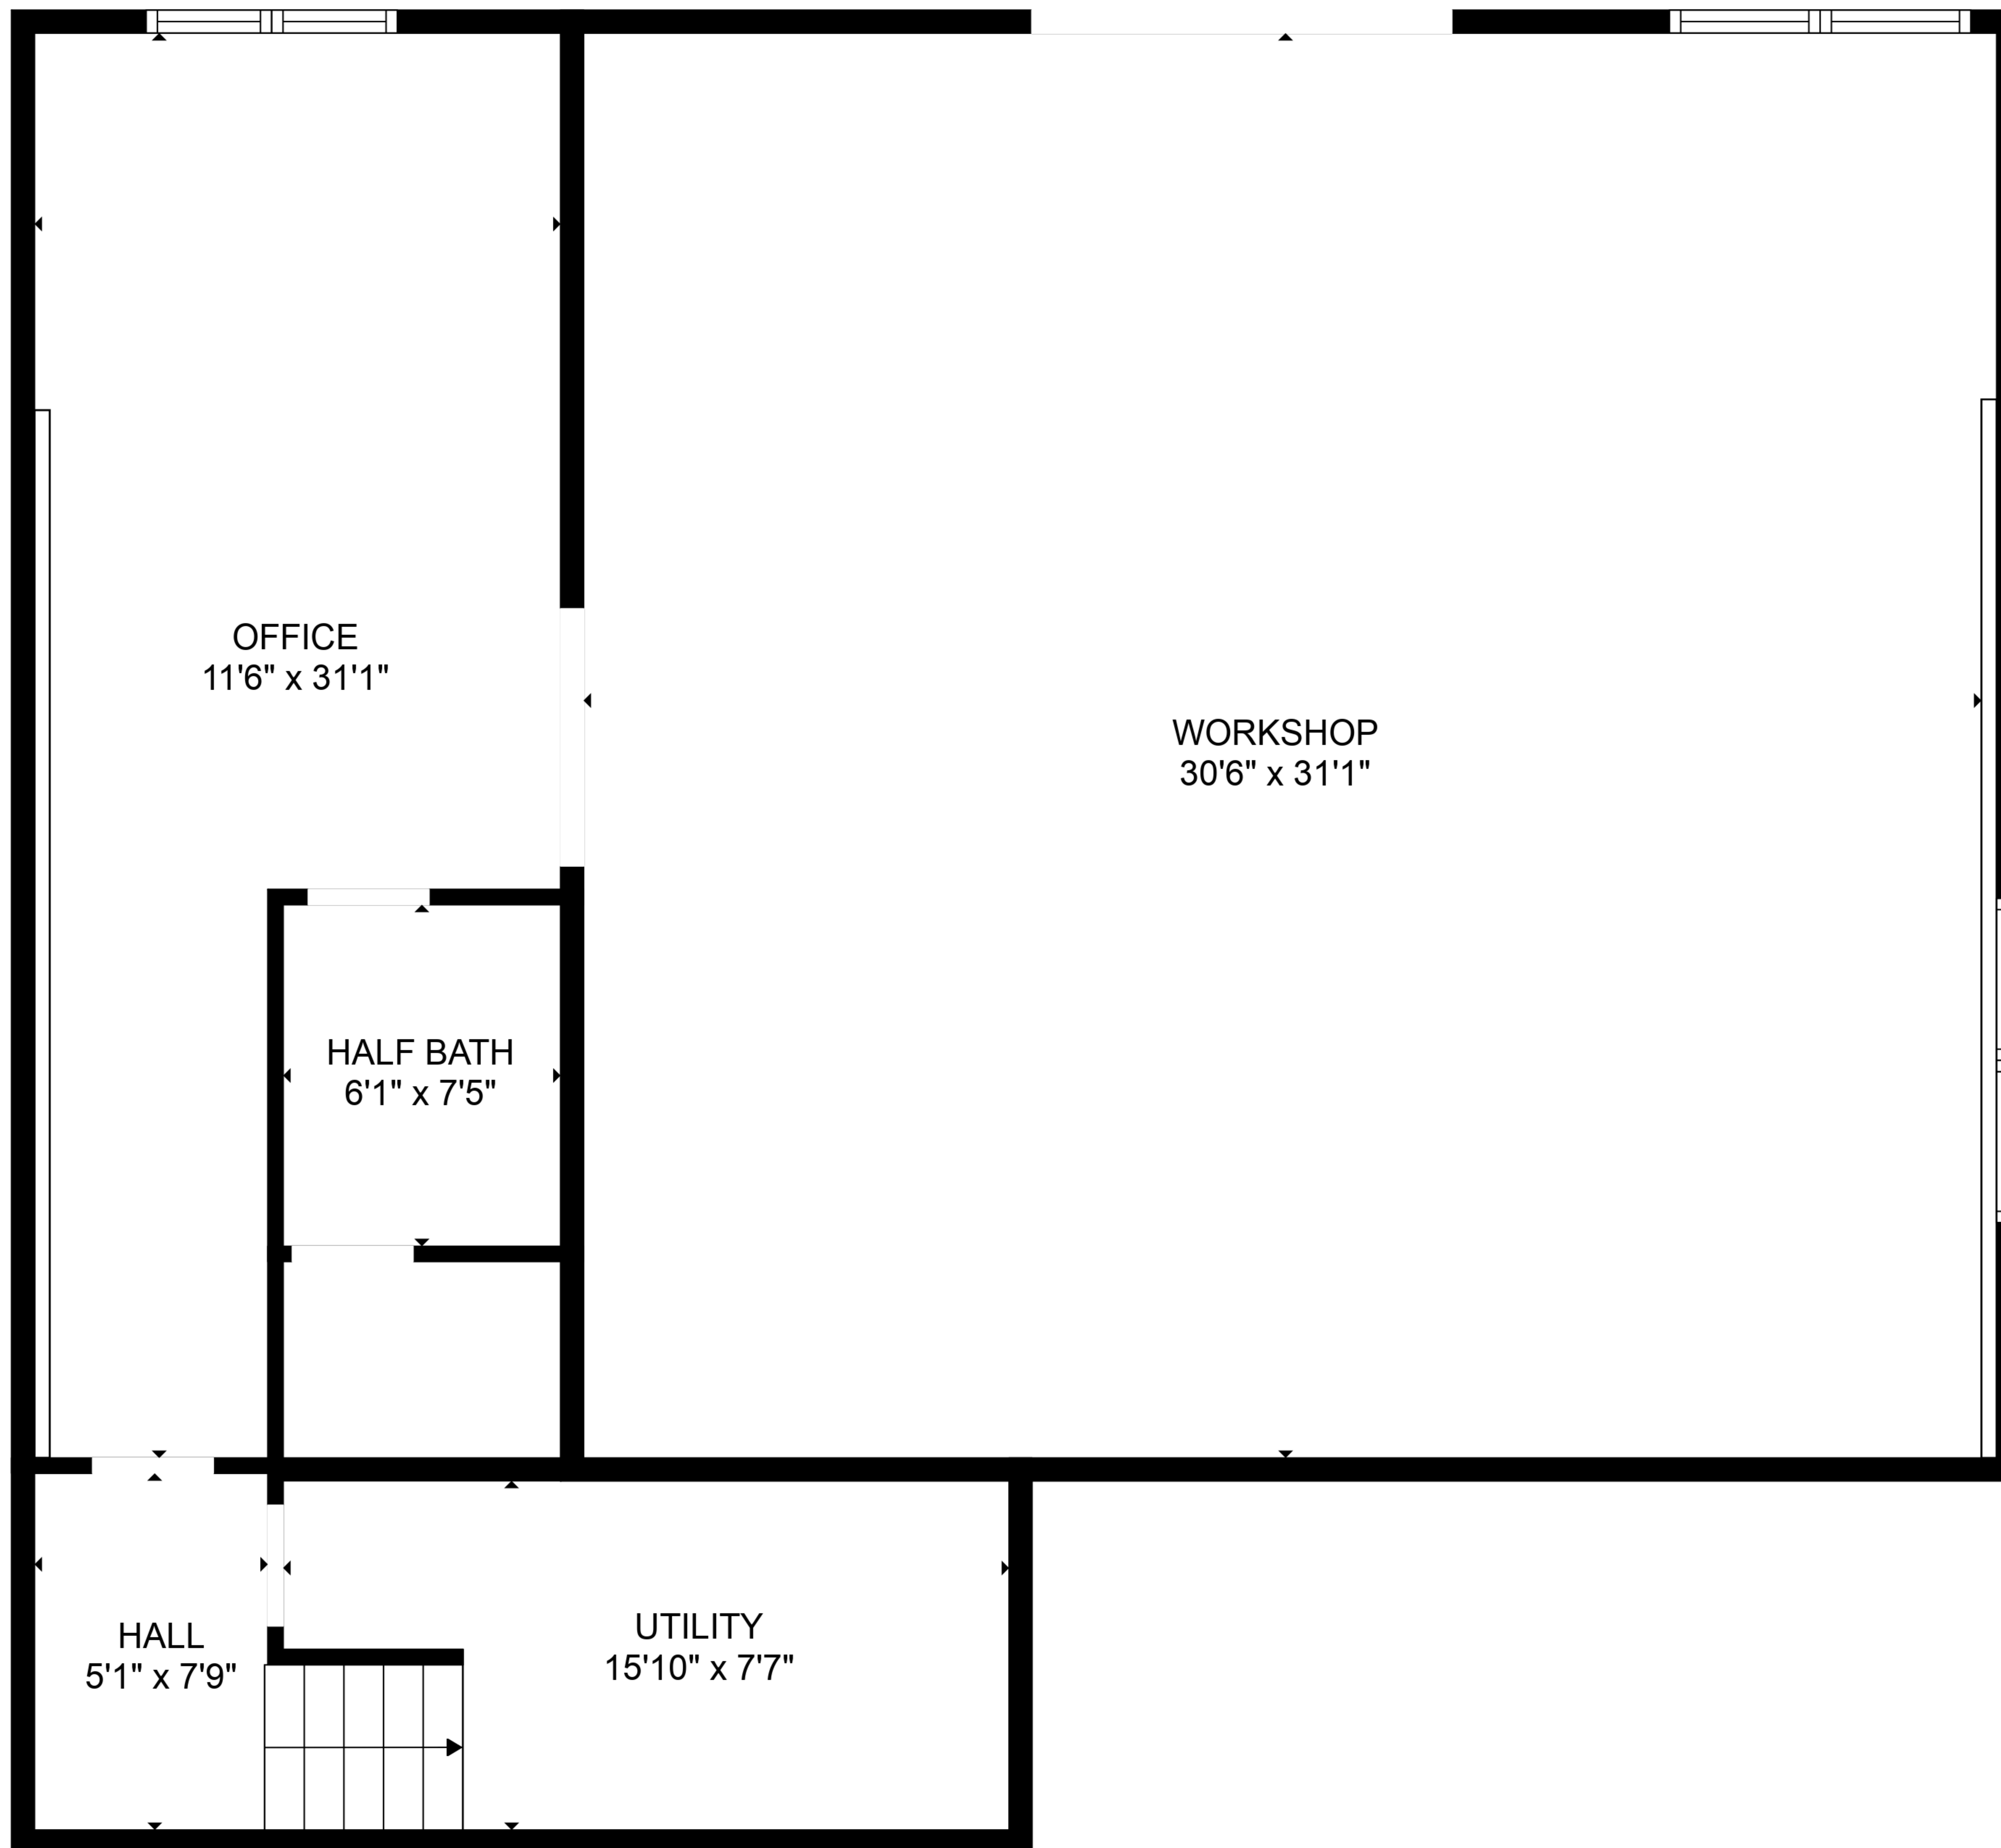 OFFICE
11'6" x 31'1"
WORKSHOP
30'6" x 31'1"
HALF BATH
6'1" x 7'5"
HALL
5'1" x 7'9"
UTILITY
15'10" x 7'7"